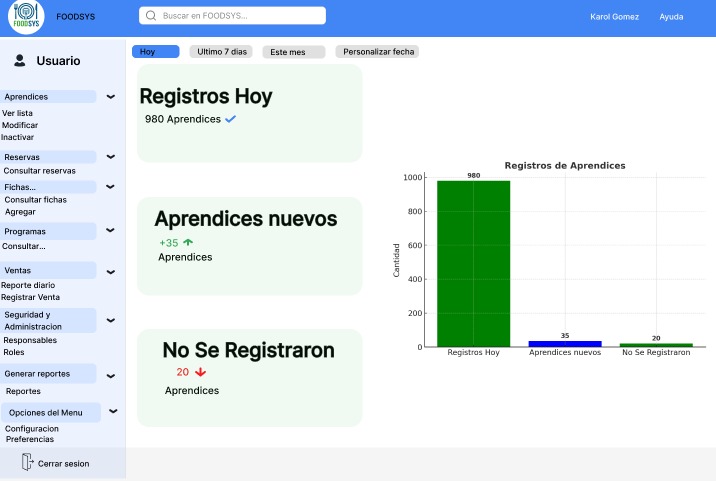 FOODSYS
FOODSYS
Buscar en FOODSYS...
Karol Gomez
Ayuda
Usuario
Aprendices
Ver lista
Modificar
Inactivar
Reservas
Consultar reservas
Fichas...
Consultar fichas
Agregar
Programas
Consultar...
Ventas
Reporte diario
Registrar Venta
Seguridad y
Administracion
Responsables
Roles
Generar reportes
Reportes
Opciones del Menu
Configuracion
Preferencias
Cerrar sesion
Hoy
Ultimo 7 dias
Este mes
Personalizar fecha
Registros Hoy
980 Aprendices
Aprendices nuevos
+35
Aprendices
No Se Registraron
20
Aprendices
Registros de Aprendices
Cantidad
1000
800
600
400
200
0
980
35
20
Registros Hoy
Aprendices nuevos
No Se Registraron